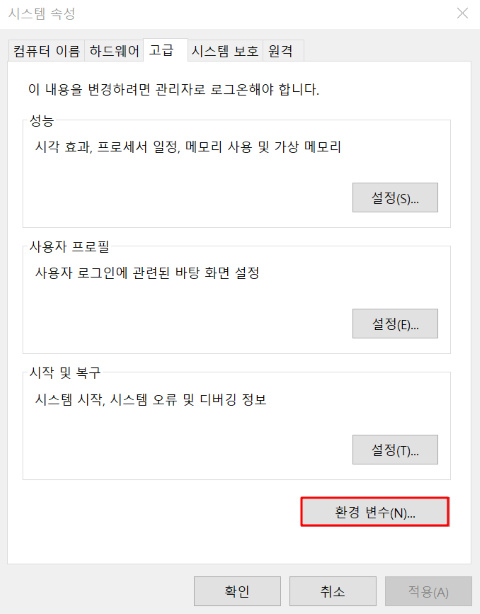 시스템 속성
컴퓨터 이름 하드웨어 고급 시스템 보호 원격
이 내용을 변경하려면 관리자로 로그온해야 합니다.
성능
시각 효과, 프로세서 일정, 메모리 사용 및 가상 메모리
설정(S)...
사용자 프로필
사용자 로그인에 관련된 바탕 화면 설정
설정(E)...
시작 및 복구
시스템 시작, 시스템 오류 및 디버깅 정보
설정(T)...
환경 변수(N)...
확인 취소 적용(A)